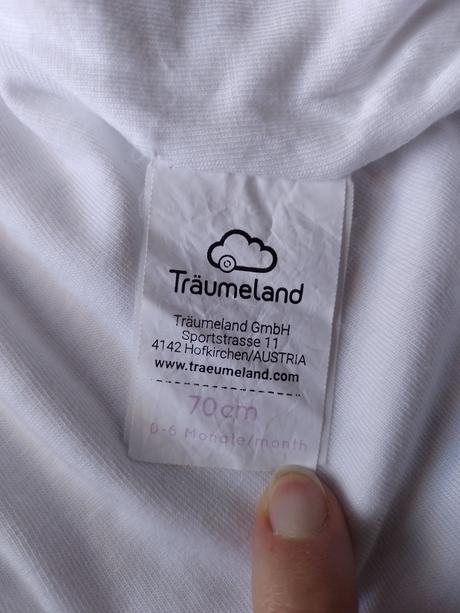 Träumeland
Träumeland GmbH
Sportstrasse 11
4142 Hofkirchen/AUSTRIA
www.traeumeland.com
70cm
0-6 Monate/month